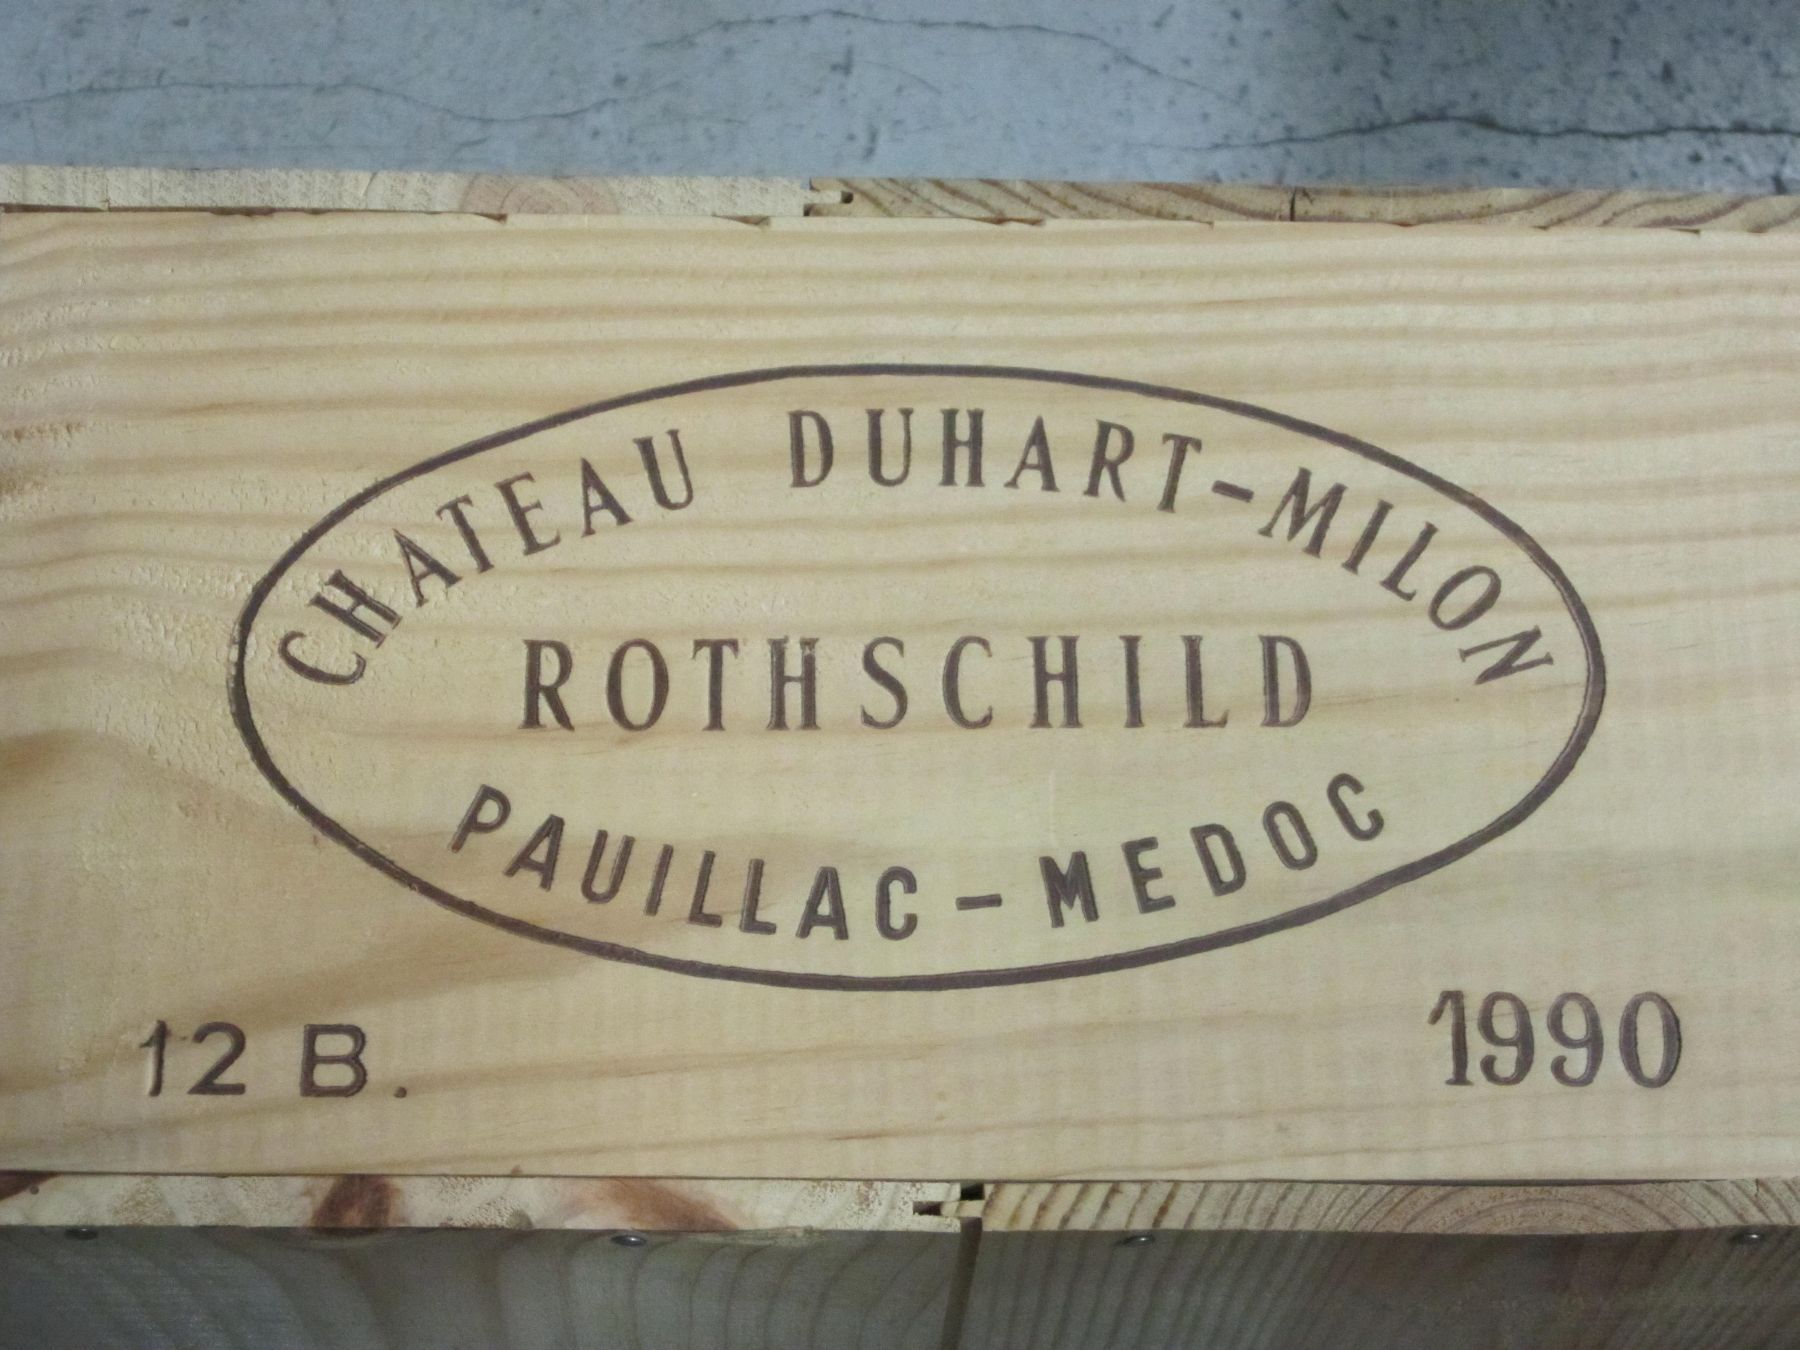 CHATEAU DUHART-MILON
ROTHSCHILD
PAUILLAC-MEDOC
12 B.
1990